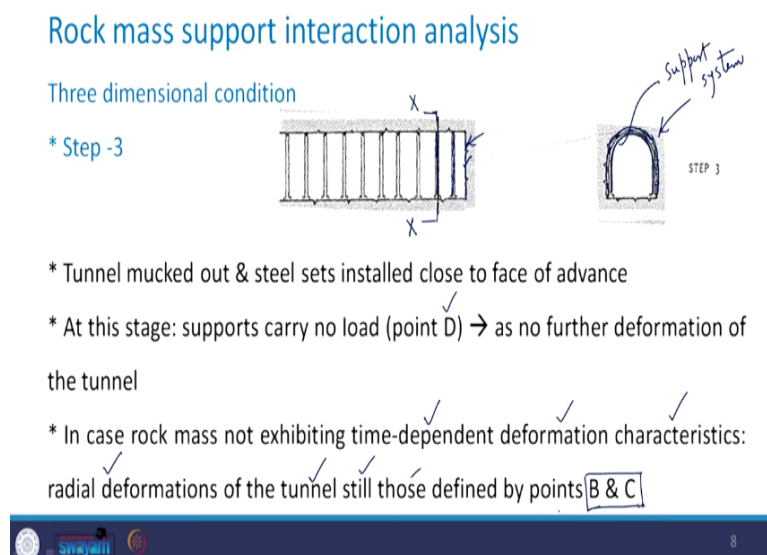 Rock mass support interaction analysis
Three dimensional condition
* Step -3
X
X
support
system
STEP 3
* Tunnel mucked out & steel sets installed close to face of advance
* At this stage: supports carry no load (point D) → as no further deformation of
the tunnel
* In case rock mass not exhibiting time-dependent deformation characteristics:
radial deformations of the tunnel still those defined by points B & C
swayam
8